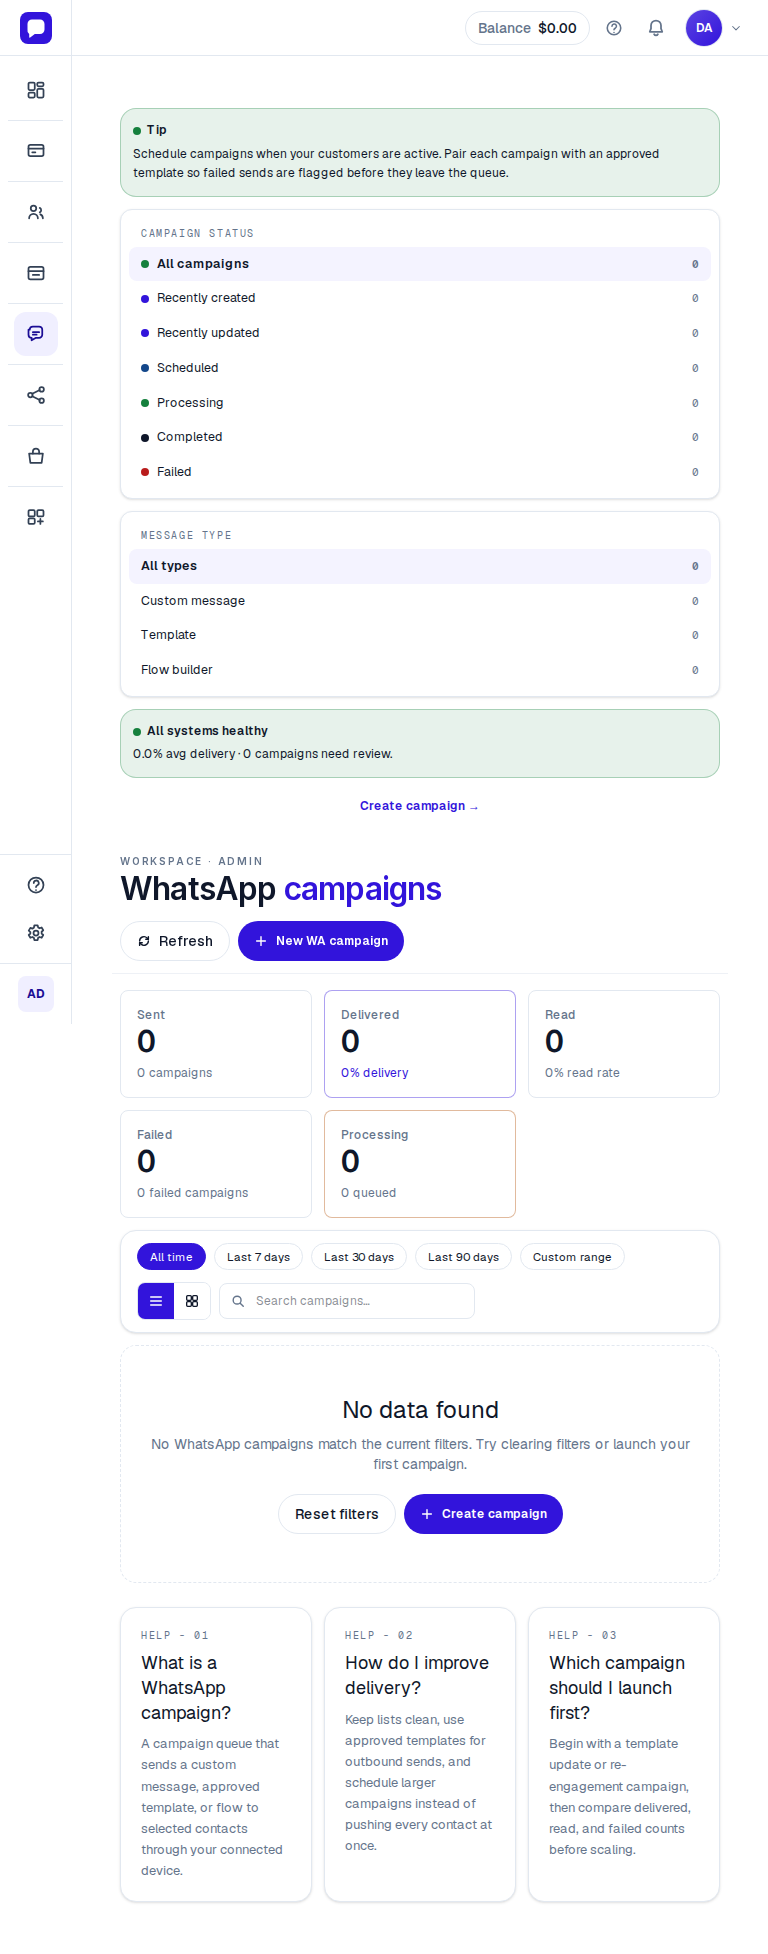 Balance $0.00
DA
Tip
Schedule campaigns when your customers are active. Pair each campaign with an approved
template so failed sends are flagged before they leave the queue.
CAMPAIGN STATUS
All campaigns 0
Recently created 0
Recently updated 0
Scheduled 0
Processing 0
Completed 0
Failed 0
MESSAGE TYPE
All types 0
Custom message 0
Template 0
Flow builder 0
All systems healthy
0.0% avg delivery · 0 campaigns need review.
Create campaign →
WORKSPACE · ADMIN
WhatsApp campaigns
Refresh
New WA campaign
AD
Sent
0
0 campaigns
Delivered
0
0% delivery
Read
0
0% read rate
Failed
0
0 failed campaigns
Processing
0
0 queued
All time
Last 7 days
Last 30 days
Last 90 days
Custom range
Search campaigns...
No data found
No WhatsApp campaigns match the current filters. Try clearing filters or launch your
first campaign.
Reset filters
Create campaign
HELP - 01
What is a
WhatsApp
campaign?
A campaign queue that
sends a custom
message, approved
template, or flow to
selected contacts
through your connected
device.
HELP - 02
How do I improve
delivery?
Keep lists clean, use
approved templates for
outbound sends, and
schedule larger
campaigns instead of
pushing every contact at
once.
HELP - 03
Which campaign
should I launch
first?
Begin with a template
update or re-
engagement campaign,
then compare delivered,
read, and failed counts
before scaling.